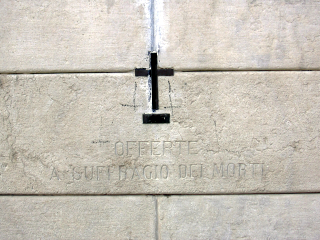 OFFERTE
A SUFFRAGIO DEI MORTI